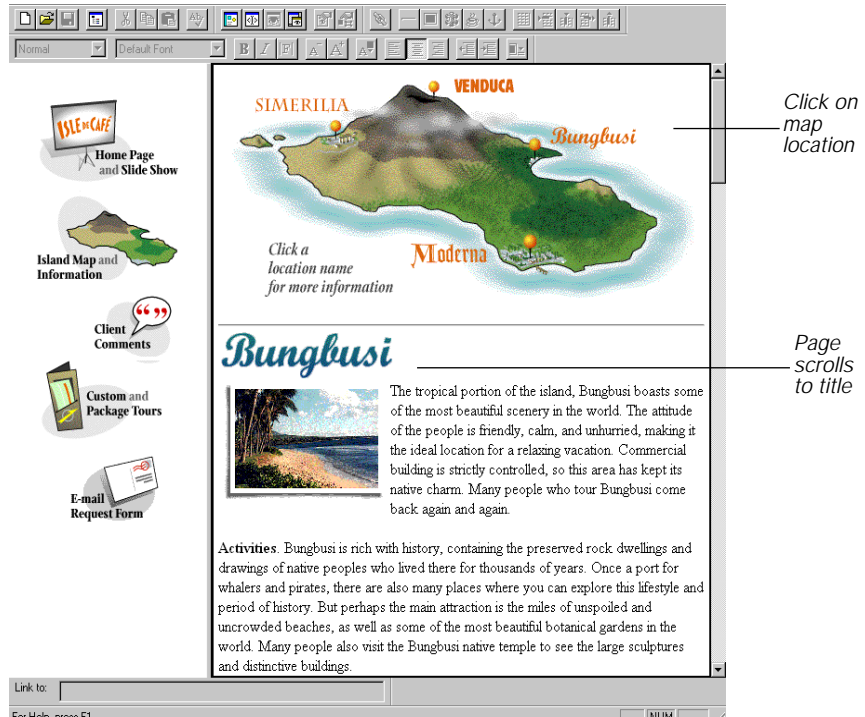 Normal
Default Font
B I F A A A
ISLE DE CAFÉ
Home Page
and Slide Show
Island Map and
Information
Client
Comments
Custom and
Package Tours
E-mail
Request Form
VENDUCA
SIMERILIA
Bungbusi
Moderna
Click a
location name
for more information
Bungbusi
The tropical portion of the island, Bungbusi boasts some
of the most beautiful scenery in the world. The attitude
of the people is friendly, calm, and unhurried, making it
the ideal location for a relaxing vacation. Commercial
building is strictly controlled, so this area has kept its
native charm. Many people who tour Bungbusi come
back again and again.
Activities. Bungbusi is rich with history, containing the preserved rock dwellings and
drawings of native peoples who lived there for thousands of years. Once a port for
whalers and pirates, there are also many places where you can explore this lifestyle and
period of history. But perhaps the main attraction is the miles of unspoiled and
uncrowded beaches, as well as some of the most beautiful botanical gardens in the
world. Many people also visit the Bungbusi native temple to see the large sculptures
and distinctive buildings.
Click on
map
location
Page
scrolls
to title
Link to:
For Help, press F1
NUM